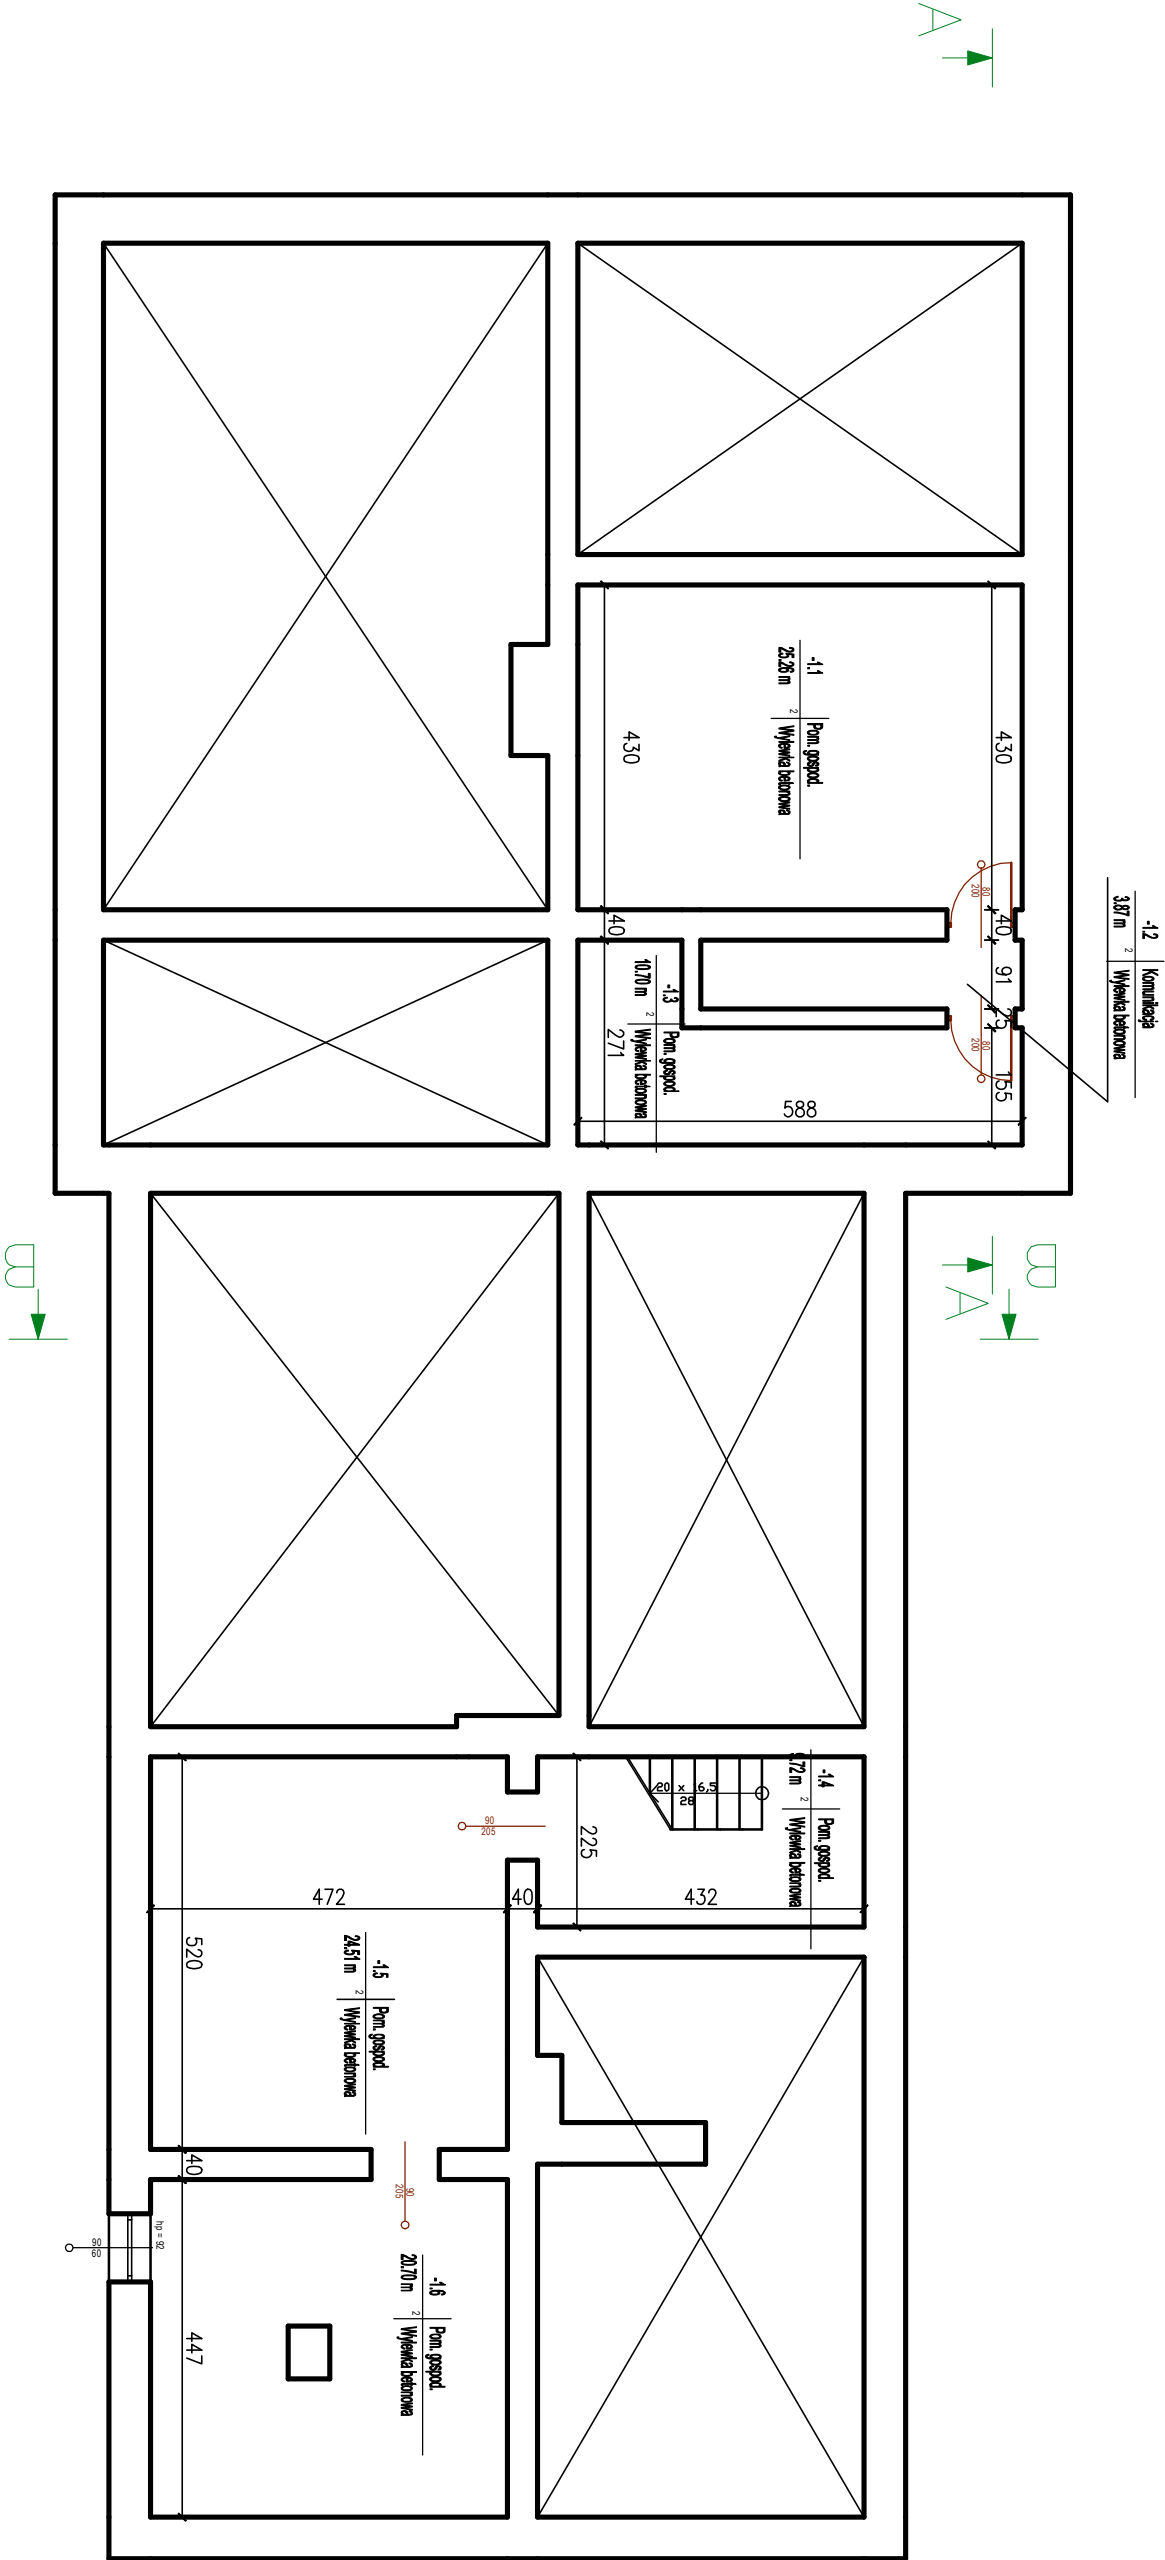 A
-1.2
Komunikacja
3.87 m 2
Wylewka betonowa
-1.1
Pom. gospod.
25.26 m 2
Wylewka betonowa
430
430
80
200
40
40
91
25
80
200
155
-1.3
Pom. gospod.
10.70 m 2
Wylewka betonowa
271
588
B
B
A
-1.4
Pom. gospod.
.72 m 2
Wylewka betonowa
20 x 16,5
28
90
205
225
472
40
432
520
-1.5
Pom. gospod.
24.51 m 2
Wylewka betonowa
40
90
205
hp = 92
90
60
-1.6
Pom. gospod.
20.70 m 2
Wylewka betonowa
447